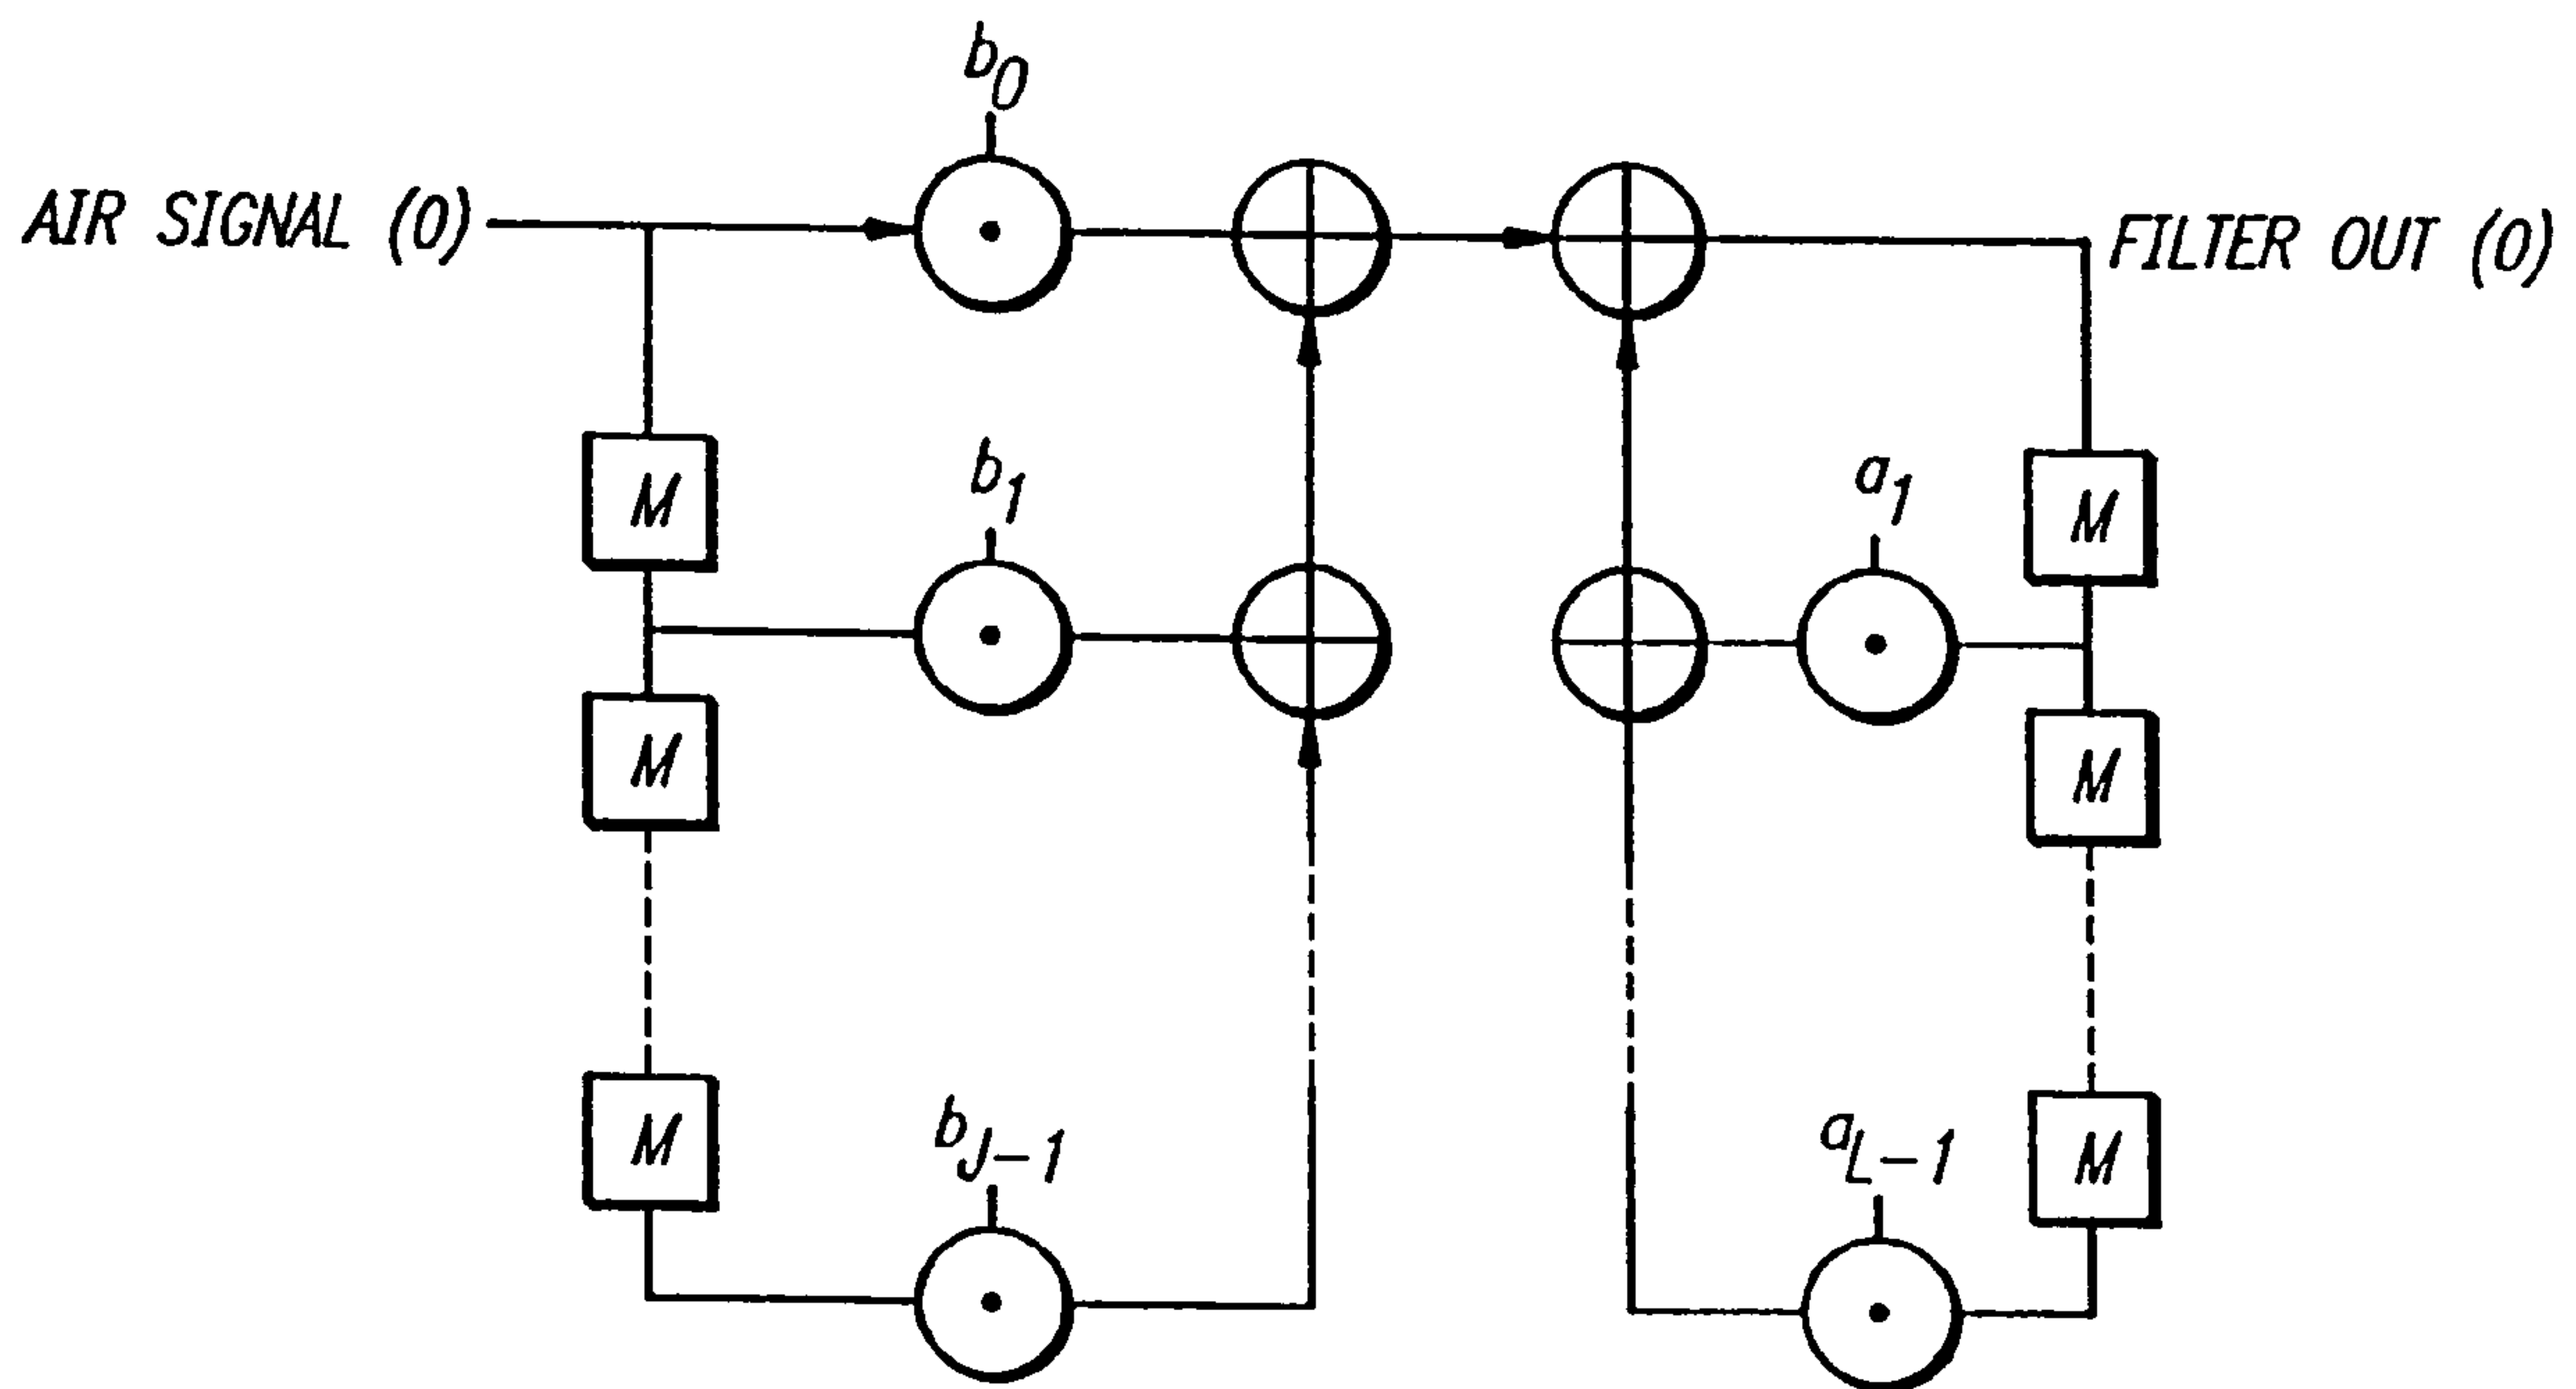 b0
AIR SIGNAL (0)
FILTER OUT (0)
M
b1
a1
M
M
M
M
bJ-1
aL-1
M